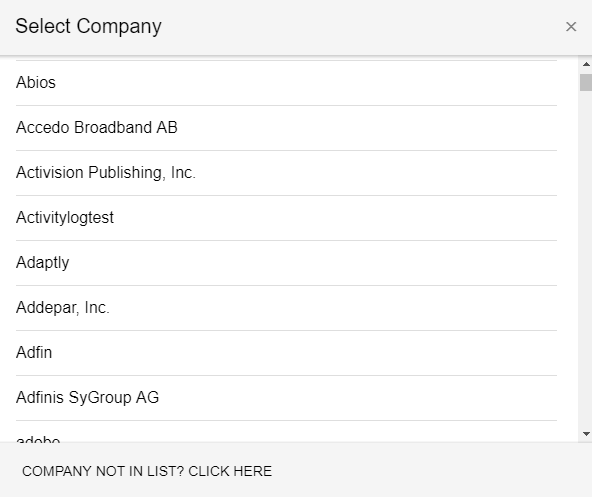 Select Company
×
Abios
Accedo Broadband AB
Activision Publishing, Inc.
Activitylogtest
Adaptly
Addepar, Inc.
Adfin
Adfinis SyGroup AG
adobe
COMPANY NOT IN LIST? CLICK HERE